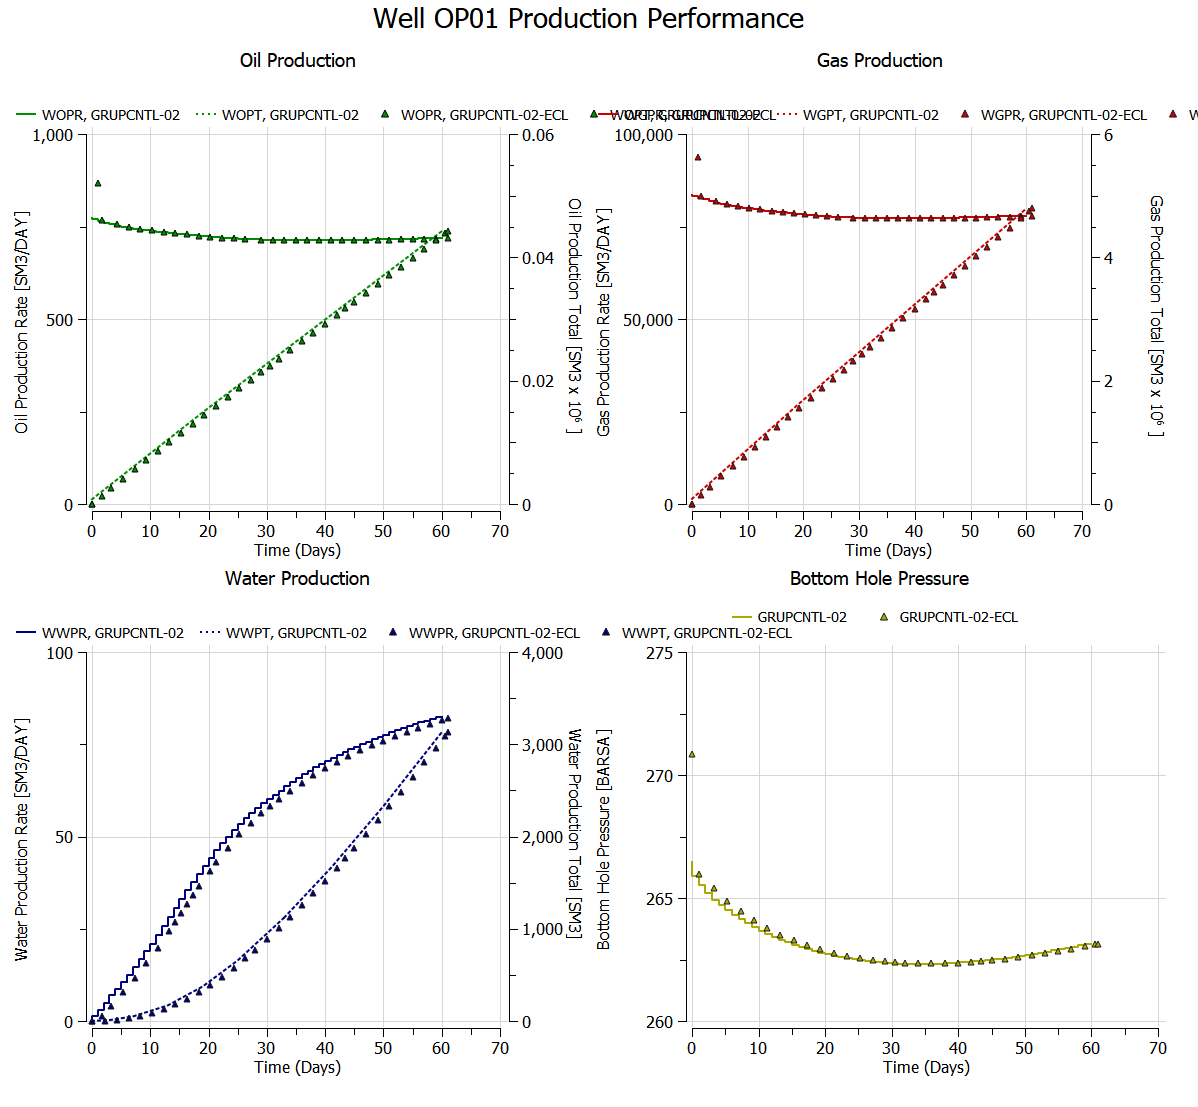 Well OP01 Production Performance
Oil Production
WOPR, GRUPCNTL-02 WOPT, GRUPCNTL-02 WOPR, GRUPCNTL-02-ECL WOPT, GRUPCNTL-02-ECL
1,000
500
0
0.06
0.04
0.02
0
Oil Production Rate [SM3/DAY]
Oil Production Total [SM3 x 10⁶ ]
0 10 20 30 40 50 60 70
Time (Days)
Gas Production
WGPR, GRUPCNTL-02 WGPT, GRUPCNTL-02 WGPR, GRUPCNTL-02-ECL W
100,000
50,000
0
6
4
2
0
Gas Production Rate [SM3/DAY]
Gas Production Total [SM3 x 10⁶ ]
0 10 20 30 40 50 60 70
Time (Days)
Water Production
WWPR, GRUPCNTL-02 WWPT, GRUPCNTL-02 WWPR, GRUPCNTL-02-ECL WWPT, GRUPCNTL-02-ECL
100
50
0
4,000
3,000
2,000
1,000
0
Water Production Rate [SM3/DAY]
Water Production Total [SM3]
0 10 20 30 40 50 60 70
Time (Days)
Bottom Hole Pressure
GRUPCNTL-02 GRUPCNTL-02-ECL
275
270
265
260
Bottom Hole Pressure [BARSA]
0 10 20 30 40 50 60 70
Time (Days)